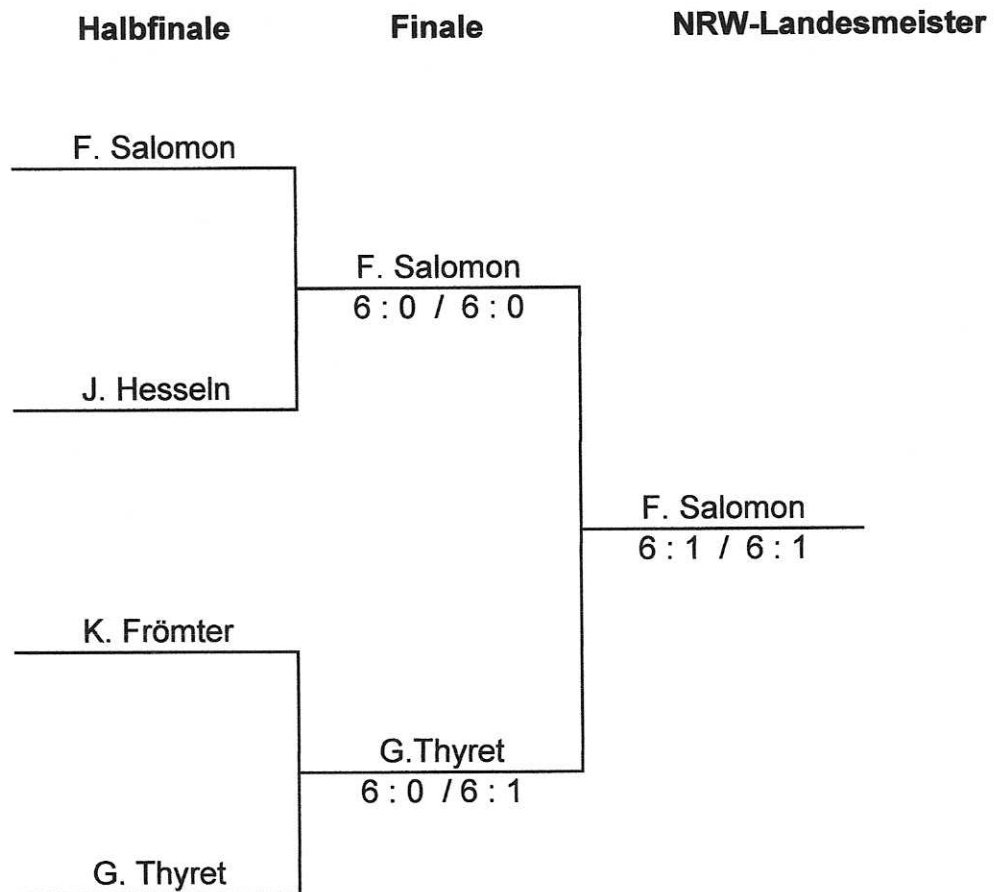 Halbfinale Finale NRW-Landesmeister
F. Salomon
F. Salomon
6 : 0 / 6 : 0
J. Hesseln
F. Salomon
6 : 1 / 6 : 1
K. Frömter
G.Thyret
6 : 0 / 6 : 1
G. Thyret